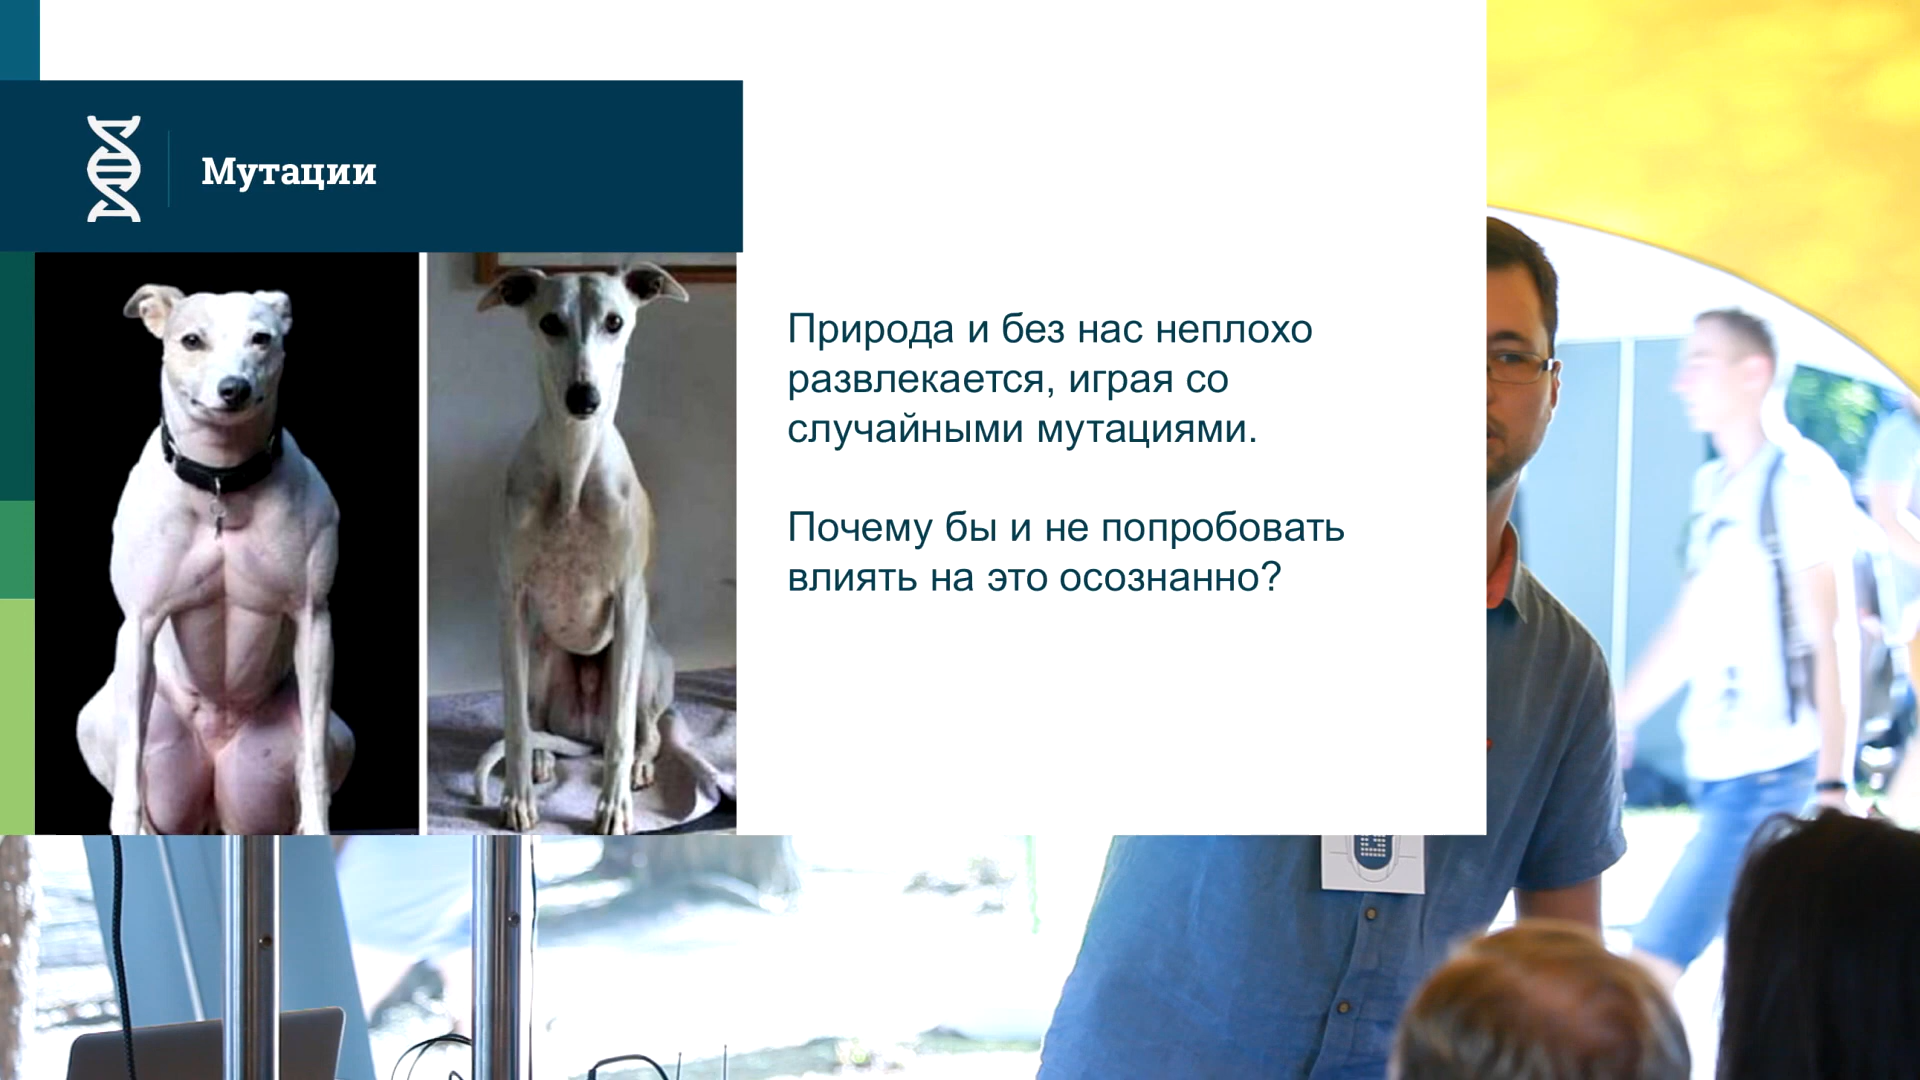 Мутации
Природа и без нас неплохо
развлекается, играя со
случайными мутациями.
Почему бы и не попробовать
влиять на это осознанно?